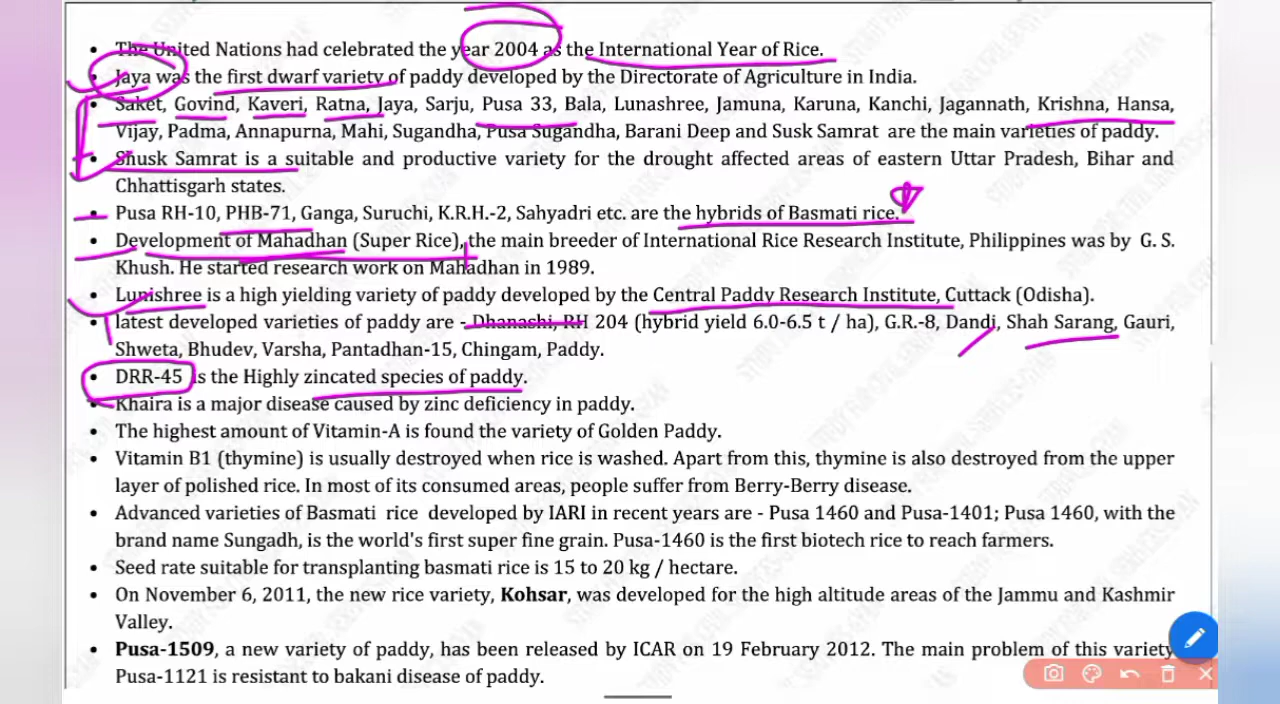 • The United Nations had celebrated the year 2004 as the International Year of Rice.
• Jaya was the first dwarf variety of paddy developed by the Directorate of Agriculture in India.
• Saket, Govind, Kaveri, Ratna, Jaya, Sarju, Pusa 33, Bala, Lunashree, Jamuna, Karuna, Kanchi, Jagannath, Krishna, Hansa,
Vijay, Padma, Annapurna, Mahi, Sugandha, Pusa Sugandha, Barani Deep and Susk Samrat are the main varieties of paddy.
• Shusk Samrat is a suitable and productive variety for the drought affected areas of eastern Uttar Pradesh, Bihar and
Chhattisgarh states.
• Pusa RH-10, PHB-71, Ganga, Suruchi, K.R.H.-2, Sahyadri etc. are the hybrids of Basmati rice.
• Development of Mahadhan (Super Rice), the main breeder of International Rice Research Institute, Philippines was by G. S.
Khush. He started research work on Mahadhan in 1989.
• Lunishree is a high yielding variety of paddy developed by the Central Paddy Research Institute, Cuttack (Odisha).
• latest developed varieties of paddy are - Dhanashi, RH 204 (hybrid yield 6.0-6.5 t / ha), G.R.-8, Dandi, Shah Sarang, Gauri,
Shweta, Bhudev, Varsha, Pantadhan-15, Chingam, Paddy.
• DRR-45 is the Highly zincated species of paddy.
• Khaira is a major disease caused by zinc deficiency in paddy.
• The highest amount of Vitamin-A is found the variety of Golden Paddy.
• Vitamin B1 (thymine) is usually destroyed when rice is washed. Apart from this, thymine is also destroyed from the upper
layer of polished rice. In most of its consumed areas, people suffer from Berry-Berry disease.
• Advanced varieties of Basmati rice developed by IARI in recent years are - Pusa 1460 and Pusa-1401; Pusa 1460, with the
brand name Sungadh, is the world's first super fine grain. Pusa-1460 is the first biotech rice to reach farmers.
• Seed rate suitable for transplanting basmati rice is 15 to 20 kg / hectare.
• On November 6, 2011, the new rice variety, Kohsar, was developed for the high altitude areas of the Jammu and Kashmir
Valley.
• Pusa-1509, a new variety of paddy, has been released by ICAR on 19 February 2012. The main problem of this variety
Pusa-1121 is resistant to bakani disease of paddy.